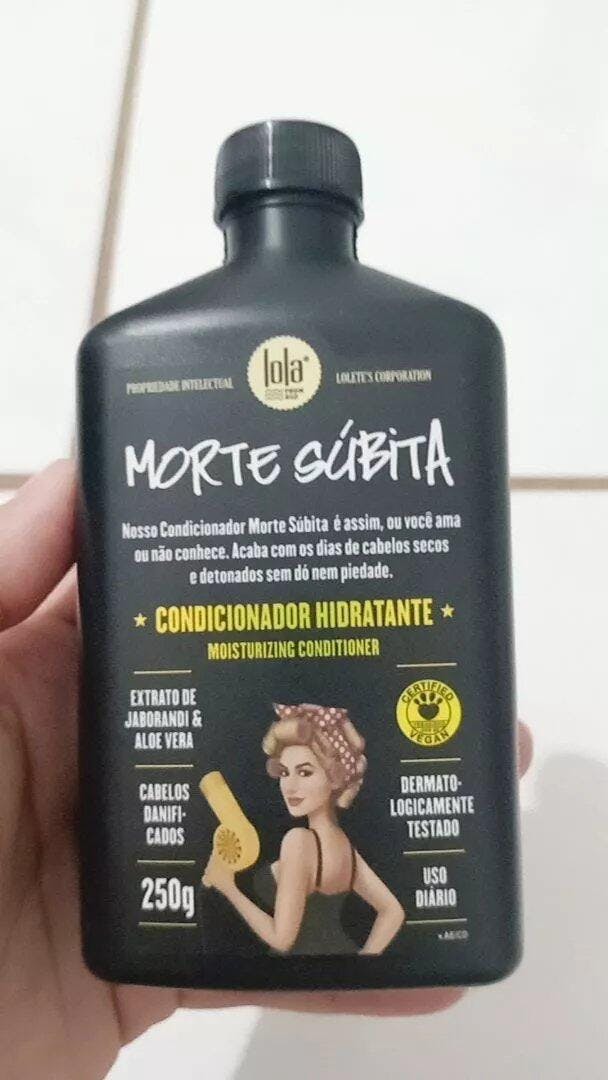 PROPRIEDADE INTELECTUAL
lola
FROM
RIO
LOLETE'S CORPORATION
MORTE SÚBITA
Nosso Condicionador Morte Súbita é assim, ou você ama
ou não conhece. Acaba com os dias de cabelos secos
e detonados sem dó nem piedade.
★ CONDICIONADOR HIDRATANTE ★
MOISTURIZING CONDITIONER
EXTRATO DE
JABORANDI &
ALOE VERA
CABELOS
DANIFI-
CADOS
250g
CERTIFIED
VEGAN
DERMATO-
LOGICAMENTE
TESTADO
USO
DIÁRIO